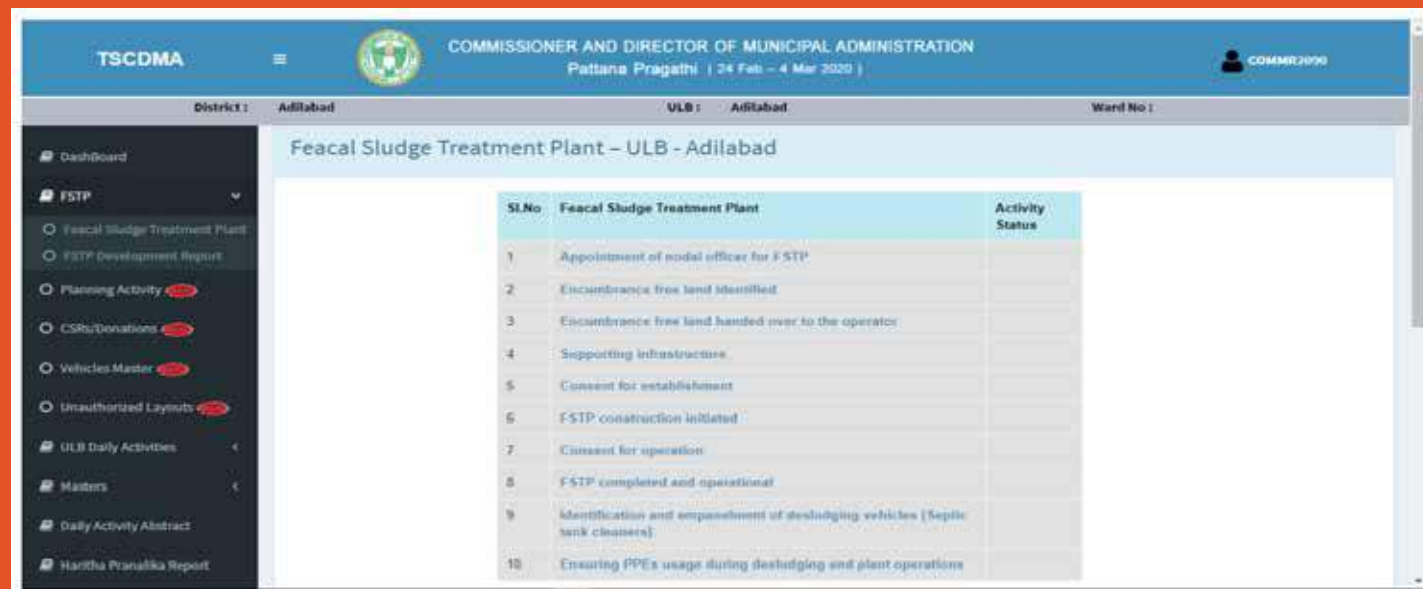 TSCDMA
COMMISSIONER AND DIRECTOR OF MUNICIPAL ADMINISTRATION
Pattana Pragathi ( 24 Feb – 4 Mar 2020 )
COMMR2090
District : Adilabad ULB : Adilabad Ward No :
DashBoard
FSTP
Feacal Sludge Treatment Plant
FSTP Development Report
Planning Activity
CSRs/Donations
Vehicles Master
Unauthorized Layouts
ULB Daily Activities
Masters
Daily Activity Abstract
Haritha Pranalika Report
Feacal Sludge Treatment Plant – ULB - Adilabad
Sl.No Feacal Sludge Treatment Plant Activity
Status
1 Appointment of nodal officer for FSTP
2 Encumbrance free land identified
3 Encumbrance free land handed over to the operator
4 Supporting infrastructure
5 Consent for establishment
6 FSTP construction initiated
7 Consent for operation
8 FSTP completed and operational
9 Identification and empanelment of desludging vehicles (Septic
tank cleaners)
10 Ensuring PPEs usage during desludging and plant operations